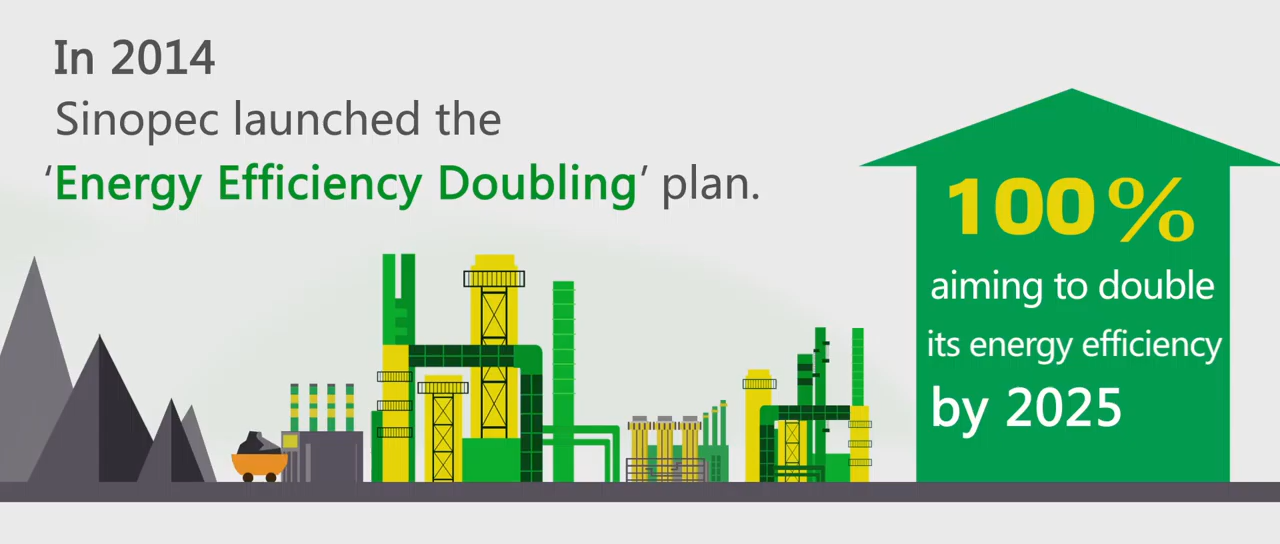 In 2014
Sinopec launched the
‘Energy Efficiency Doubling’ plan.
100%
aiming to double
its energy efficiency
by 2025